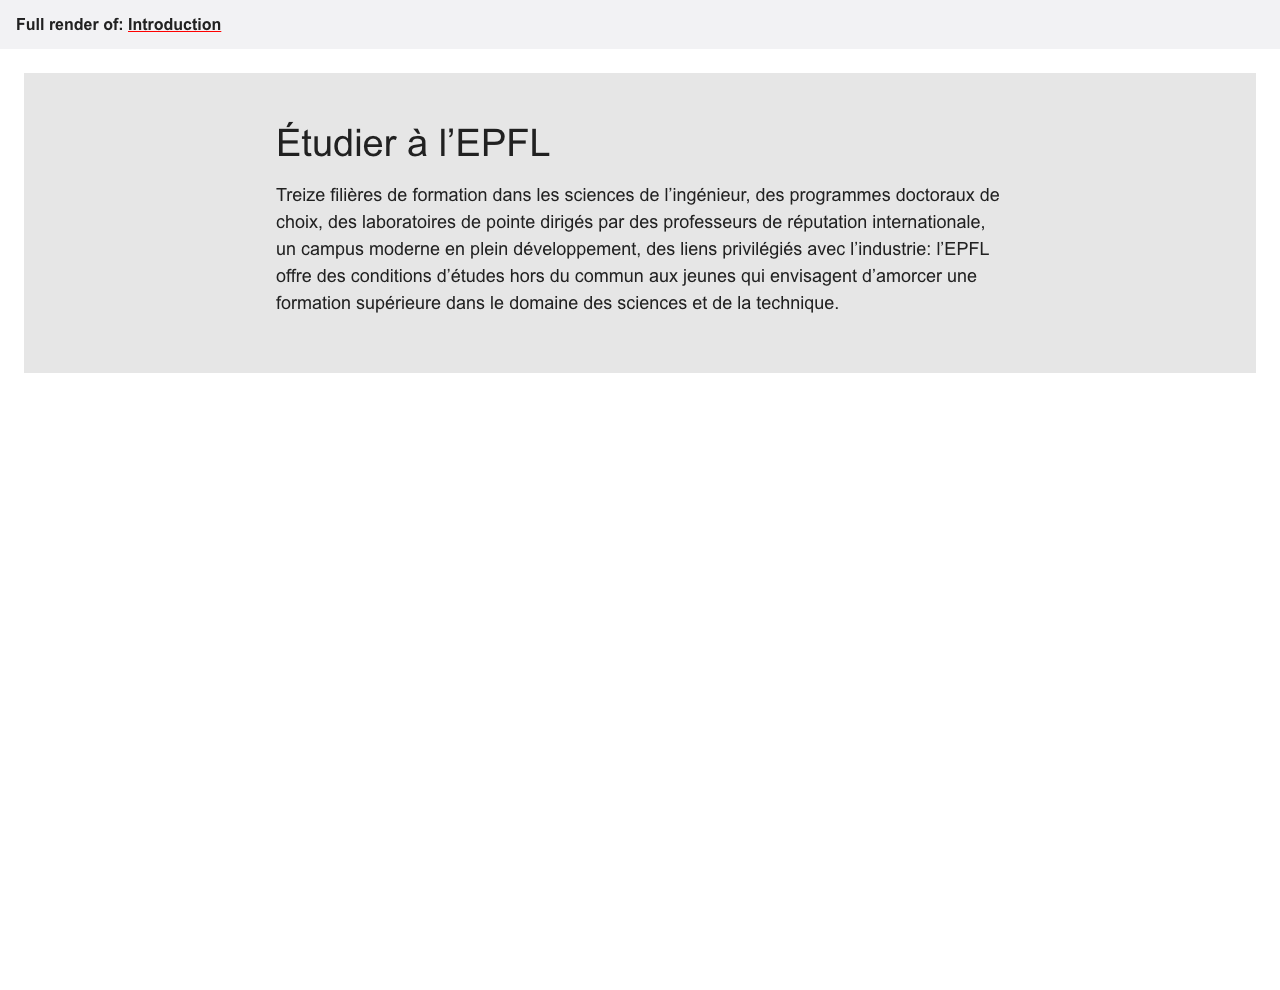 Full render of: Introduction
Étudier à l’EPFL
Treize filières de formation dans les sciences de l’ingénieur, des programmes doctoraux de
choix, des laboratoires de pointe dirigés par des professeurs de réputation internationale,
un campus moderne en plein développement, des liens privilégiés avec l’industrie: l’EPFL
offre des conditions d’études hors du commun aux jeunes qui envisagent d’amorcer une
formation supérieure dans le domaine des sciences et de la technique.